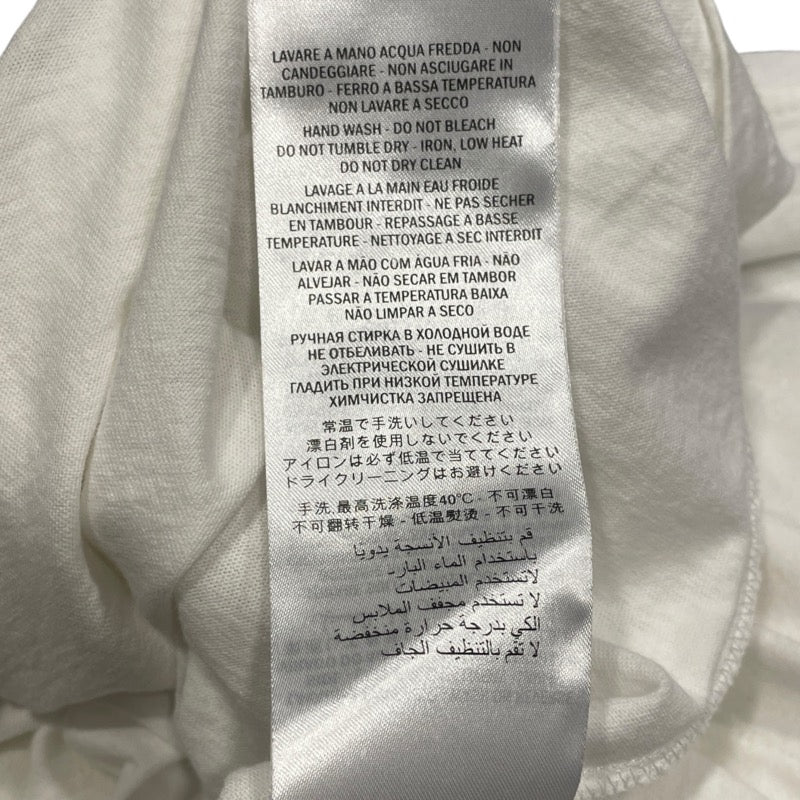 LAVARE A MANO ACQUA FREDDA - NON
CANDEGGIARE - NON ASCIUGARE IN
TAMBURO - FERRO A BASSA TEMPERATURA
NON LAVARE A SECCO
HAND WASH - DO NOT BLEACH
DO NOT TUMBLE DRY - IRON, LOW HEAT
DO NOT DRY CLEAN
LAVAGE A LA MAIN EAU FROIDE
BLANCHIMENT INTERDIT - NE PAS SECHER
EN TAMBOUR - REPASSAGE A BASSE
TEMPERATURE - NETTOYAGE A SEC INTERDIT
LAVAR A MÃO COM ÁGUA FRIA - NÃO
ALVEJAR - NÃO SECAR EM TAMBOR
PASSAR A TEMPERATURA BAIXA
NÃO LIMPAR A SECO
РУЧНАЯ СТИРКА В ХОЛОДНОЙ ВОДЕ
НЕ ОТБЕЛИВАТЬ - НЕ СУШИТЬ В
ЭЛЕКТРИЧЕСКОЙ СУШИЛКЕ
ГЛАДИТЬ ПРИ НИЗКОЙ ТЕМПЕРАТУРЕ
ХИМЧИСТКА ЗАПРЕЩЕНА
常温で手洗いしてください
漂白剤を使用しないでください
アイロンは必ず低温で当ててください
ドライクリーニングはお避けください
手洗,最高洗涤温度40℃ - 不可漂白
不可翻转干燥 - 低温熨烫 - 不可干洗
قم بتنظيف الأنسجة يدويًا
باستخدام الماء البار-
لاتستخدم المبيضات
لا تستخدم مجفف الملابس
الكي بدرجة حرارة منخفضة
لا تقم بالتنظيف الجاف